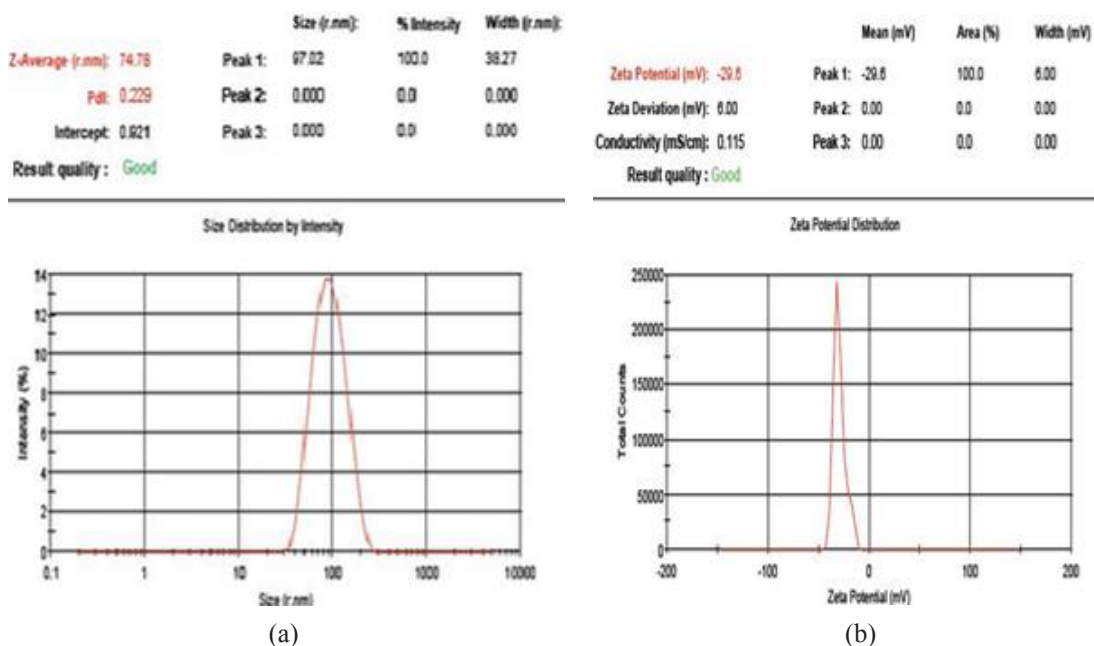 Size (r.nm): % Intensity Width (r.nm):
Z-Average (r.nm): 74.78 Peak 1: 97.02 100.0 38.27
PdI: 0.229 Peak 2: 0.000 0.0 0.000
Intercept: 0.921 Peak 3: 0.000 0.0 0.000
Result quality : Good
Size Distribution by Intensity
Intensity (%)
14
12
10
8
6
4
2
0
0.1 1 10 100 1000 10000
Size (r.nm)
(a)
Mean (mV) Area (%) Width (mV)
Zeta Potential (mV): -29.6 Peak 1: -29.6 100.0 6.00
Zeta Deviation (mV): 6.00 Peak 2: 0.00 0.0 0.00
Conductivity (mS/cm): 0.115 Peak 3: 0.00 0.0 0.00
Result quality : Good
Zeta Potential Distribution
Total Counts
250000
200000
150000
100000
50000
0
-200 -100 0 100 200
Zeta Potential (mV)
(b)